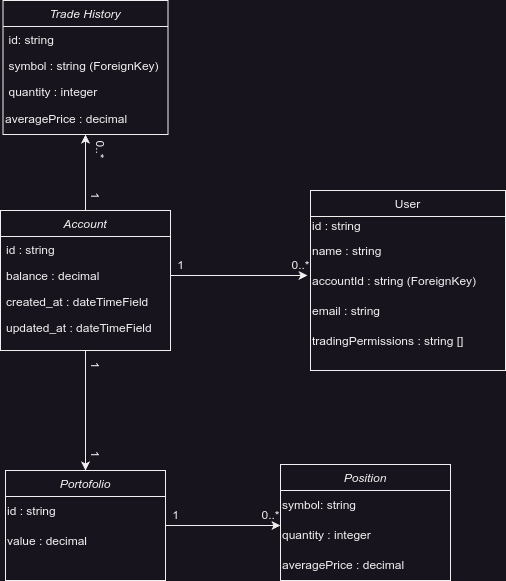 Trade History
id: string
symbol : string (ForeignKey)
quantity : integer
averagePrice : decimal
0..*
1
Account
id : string
balance : decimal
created_at : dateTimeField
updated_at : dateTimeField
1
0..*
User
id : string
name : string
accountId : string (ForeignKey)
email : string
tradingPermissions : string []
1
1
Portofolio
id : string
value : decimal
1
0..*
Position
symbol: string
quantity : integer
averagePrice : decimal